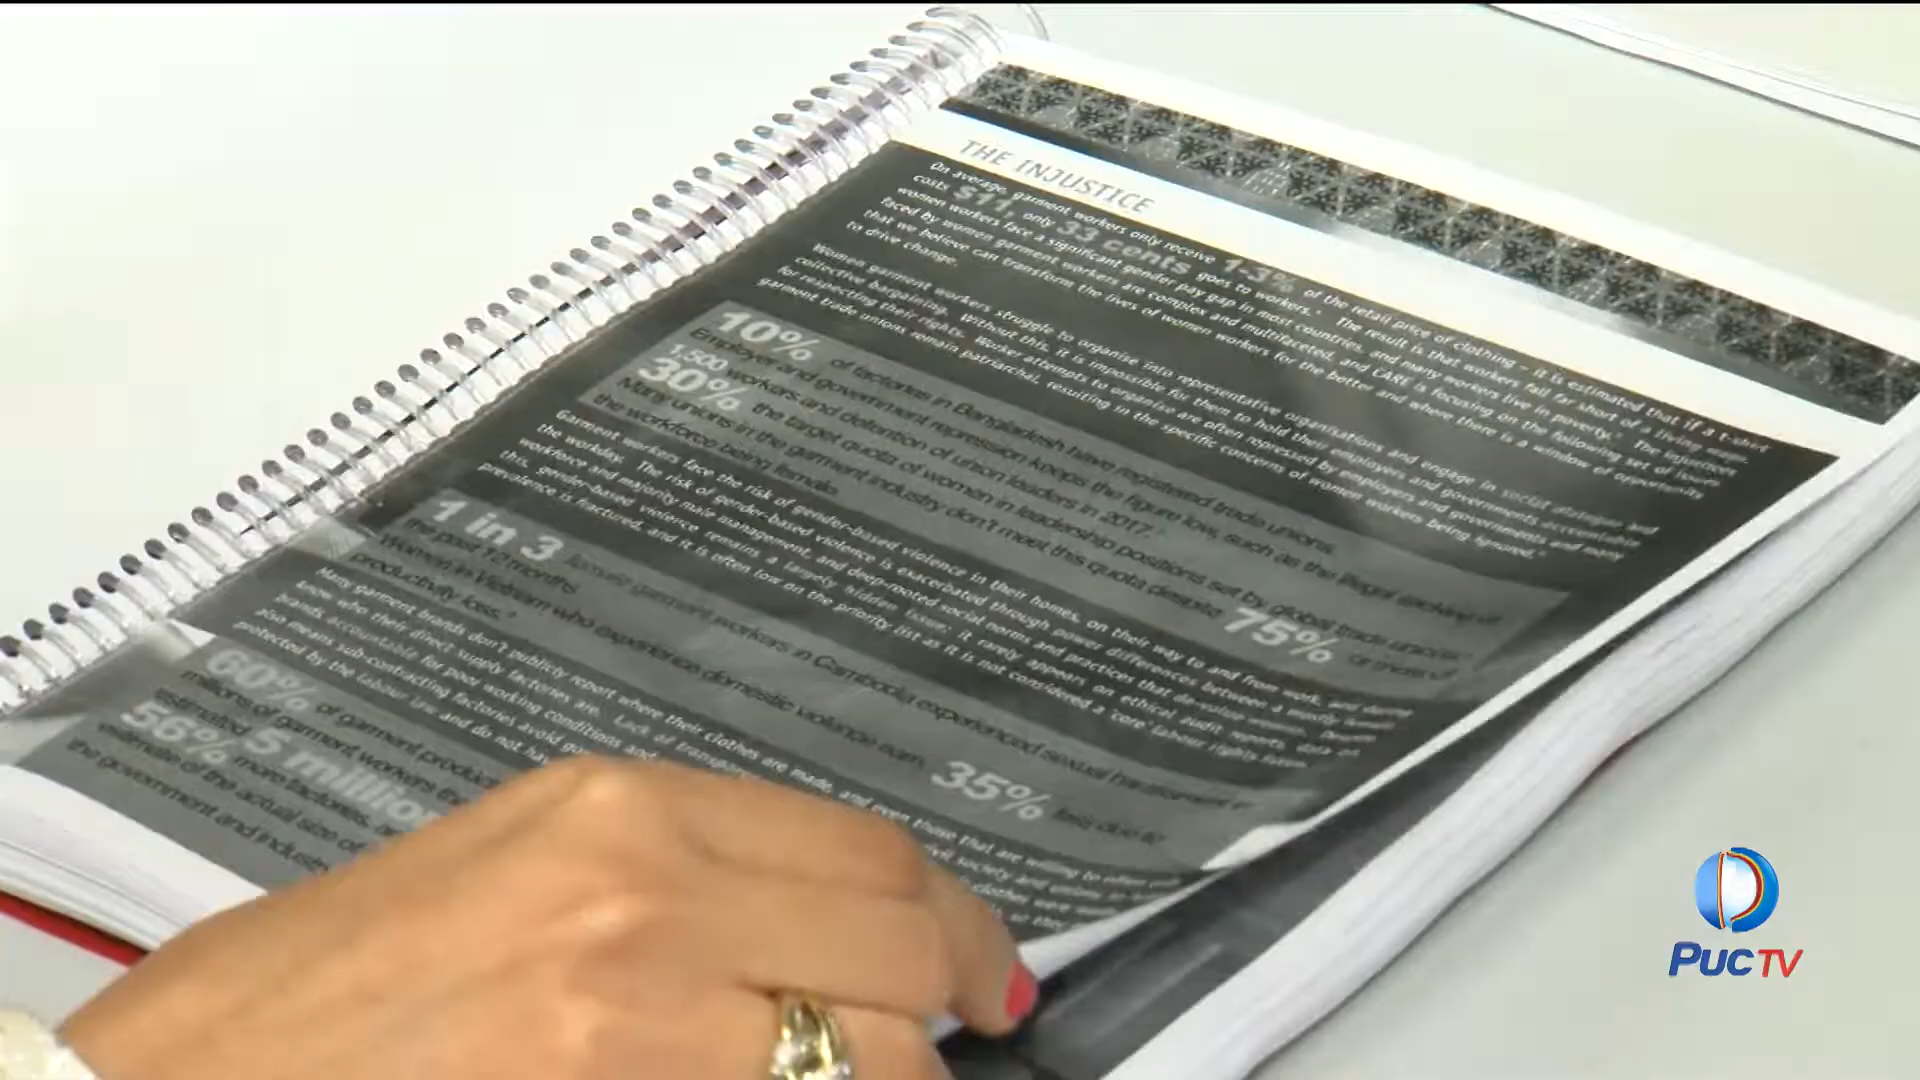 THE INJUSTICE
On average, garment workers only receive 1-3% of the retail price of clothing – it is estimated that if a t-shirt
costs $11, only 33 cents goes to workers. The result is that workers fall far short of a living wage,
women workers face a significant gender pay gap in most countries, and many workers live in poverty. The injustices
faced by women garment workers are complex and multifaceted, and CARE is focusing on the following set of issues
that we believe can transform the lives of women workers for the better and where there is a window of opportunity
to drive change.
Women garment workers struggle to organise into representative organisations and engage in social dialogue and
collective bargaining. Without this, it is impossible for them to hold their employers and governments accountable
for respecting their rights. Worker attempts to organise are often repressed by employers and governments and most
garment trade unions remain patriarchal, resulting in the specific concerns of women workers being ignored.
10% of factories in Bangladesh have registered trade unions.
Employer and government repression keeps the figure low, such as the illegal sacking of
1,500 workers and detention of union leaders in 2017.
30% the target quota of women in leadership positions set by global trade unions.
Many unions in the garment industry don't meet this quota despite 75% or more of
the workforce being female.
Garment workers face the risk of gender-based violence in their homes, on their way to and from work, and during
the workday. The risk of gender-based violence is exacerbated through power differences between a mostly female
workforce and majority male management, and deep-rooted social norms and practices that devalue women. Despite
this, gender-based violence remains a largely hidden issue; it rarely appears on ethical audit reports, data on
violence is fractured, and it is often low on the priority list as it is not considered a 'core' labour rights issue.
1 in 3 female garment workers in Cambodia experienced sexual harassment in
the past 12 months
Women in Vietnam who experience domestic violence earn 35% less due to
productivity loss.
Many garment brands don't publicly report where their clothes are made, and even those that are willing to often don't
know who their direct supply factories are. Lack of transparency
brands accountable for poor working conditions and
also means sub-contracting factories avoid
protected by the labour law and do not
60% of garment
millions of garment workers
estimated 5 million
56% more factories,
estimate of the actual size of
the government and industry
PUC TV